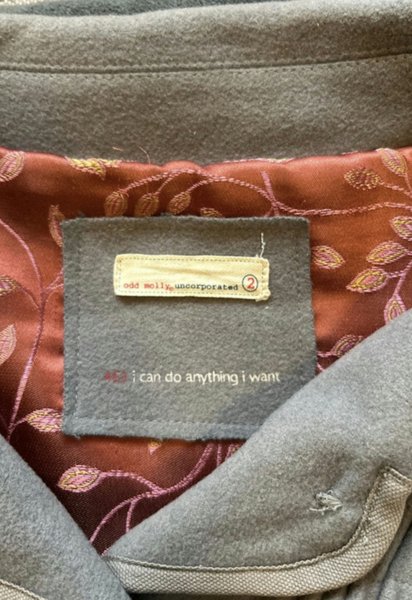 odd molly® uncorporated 2
i can do anything i want